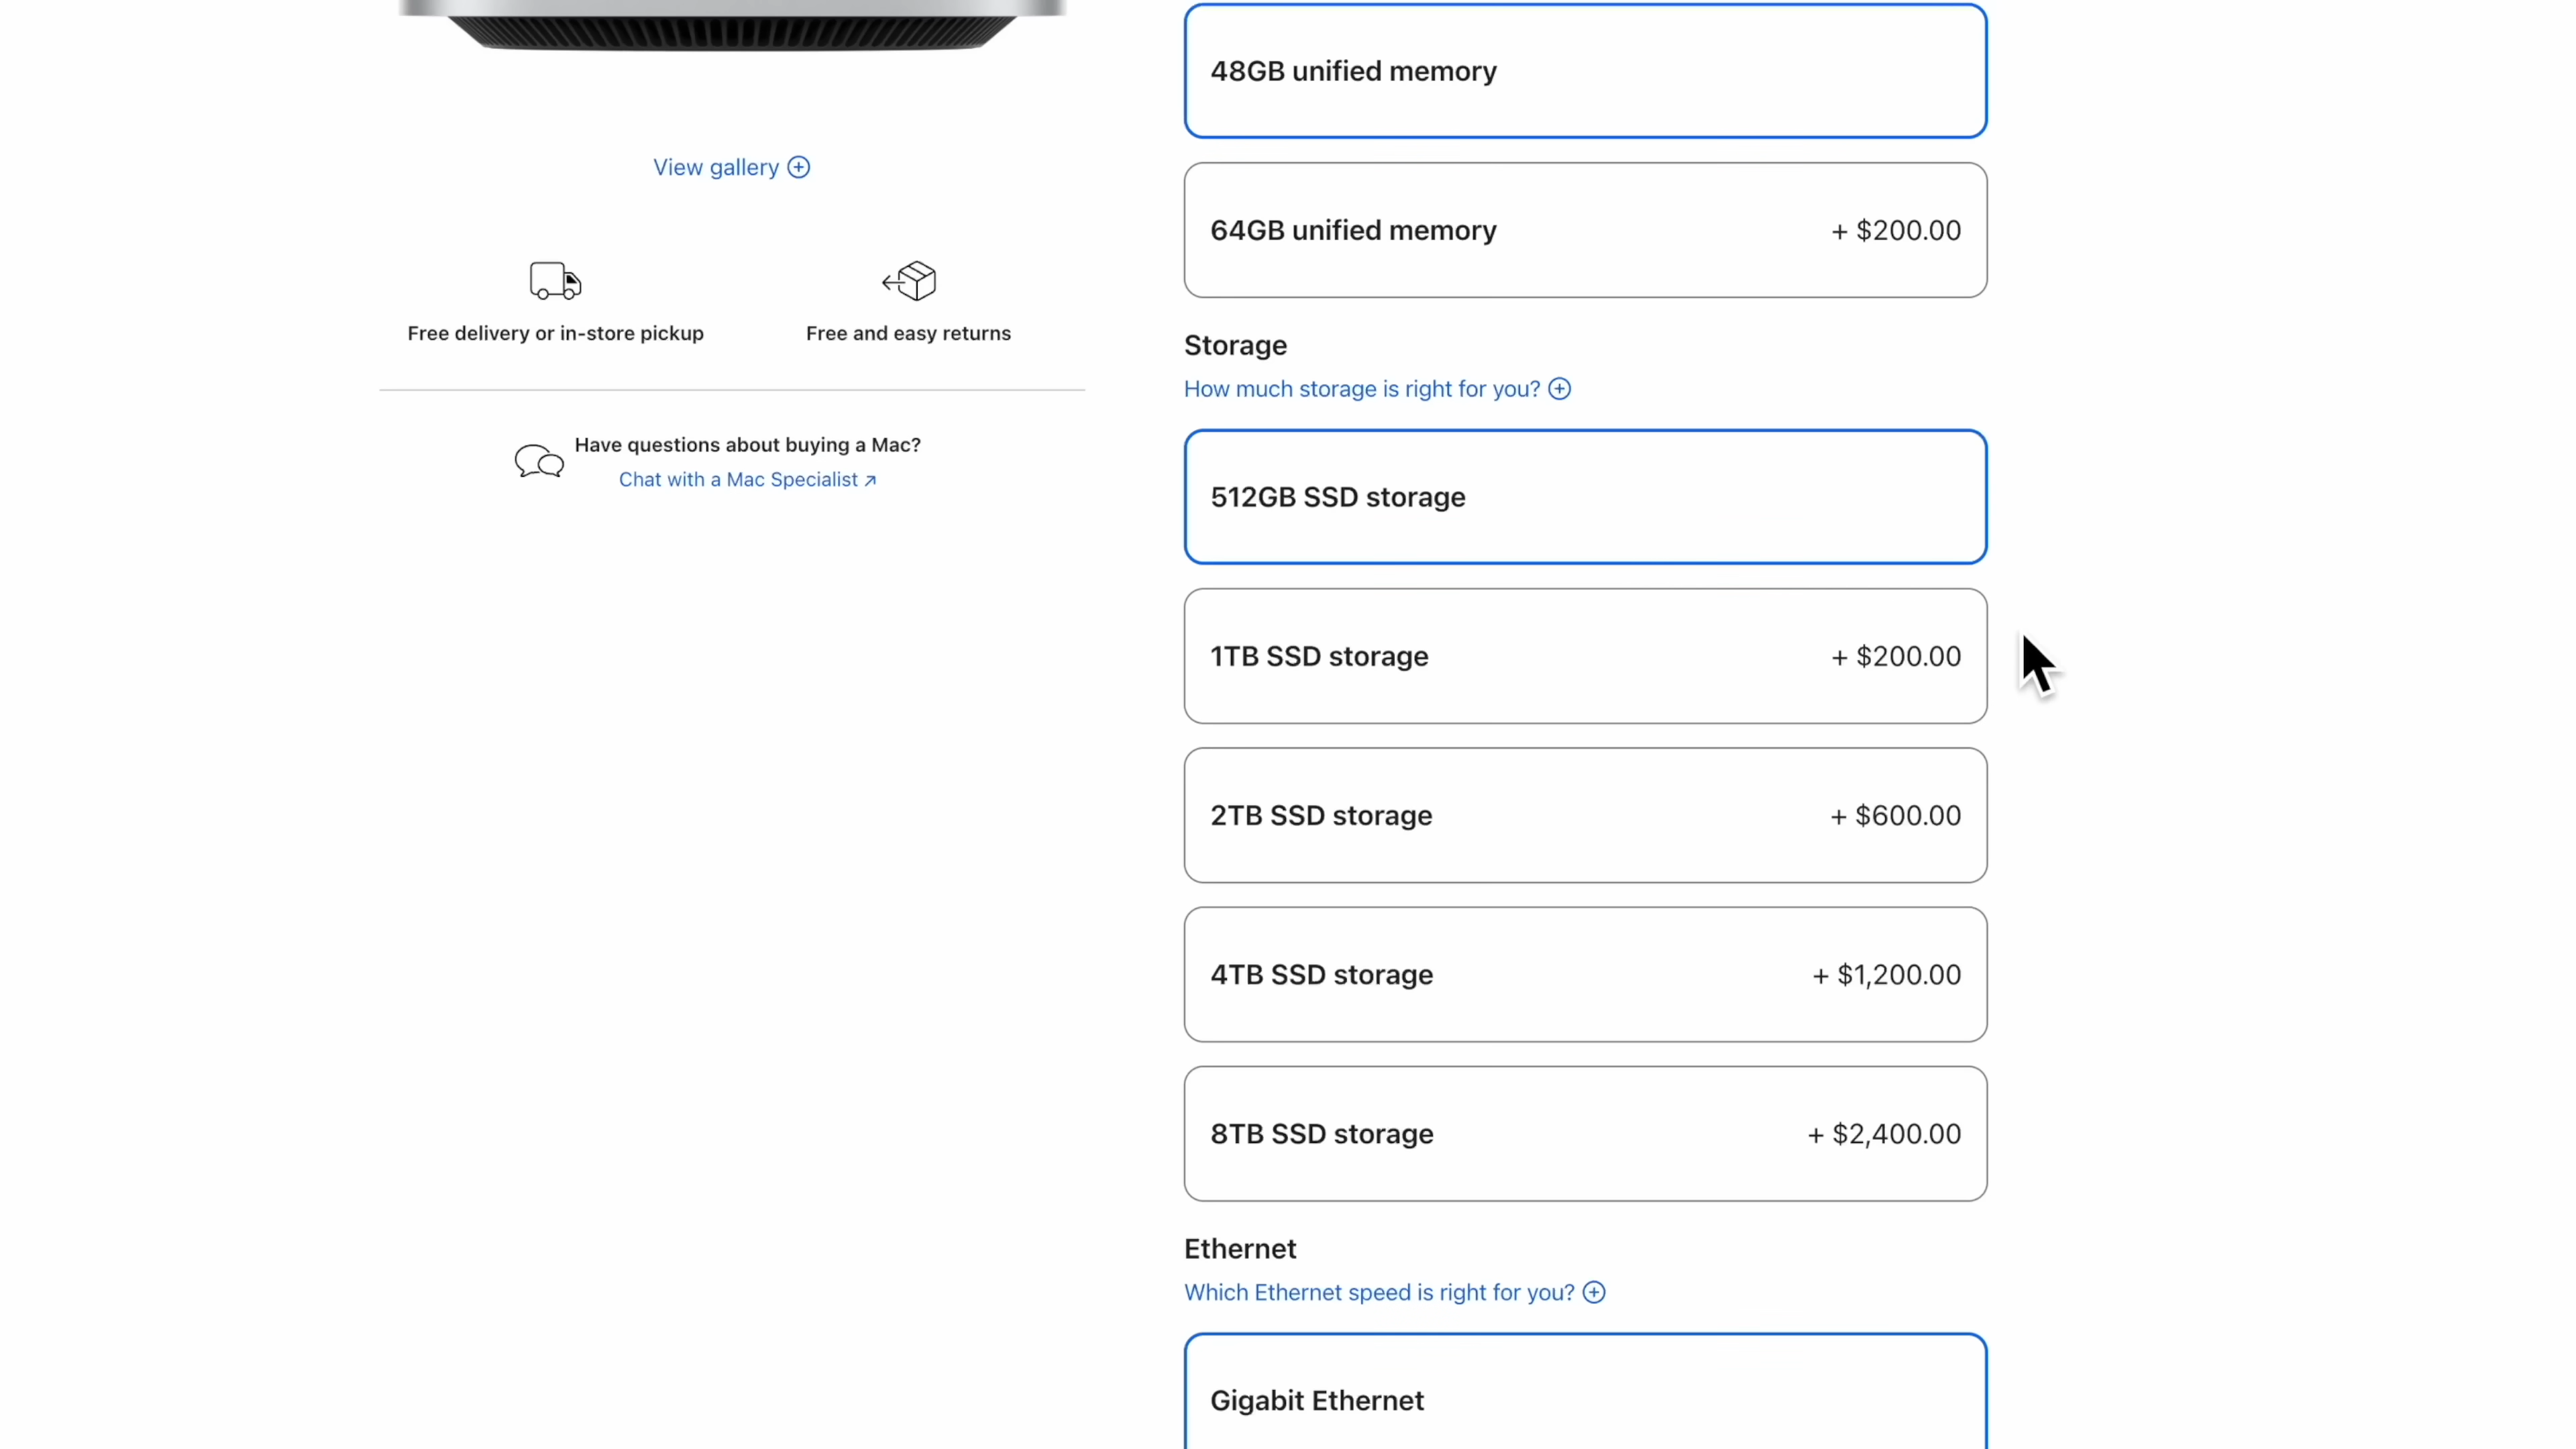 View gallery
Free delivery or in-store pickup
Free and easy returns
Have questions about buying a Mac?
Chat with a Mac Specialist ↗
48GB unified memory
64GB unified memory + $200.00
Storage
How much storage is right for you?
512GB SSD storage
1TB SSD storage + $200.00
2TB SSD storage + $600.00
4TB SSD storage + $1,200.00
8TB SSD storage + $2,400.00
Ethernet
Which Ethernet speed is right for you?
Gigabit Ethernet